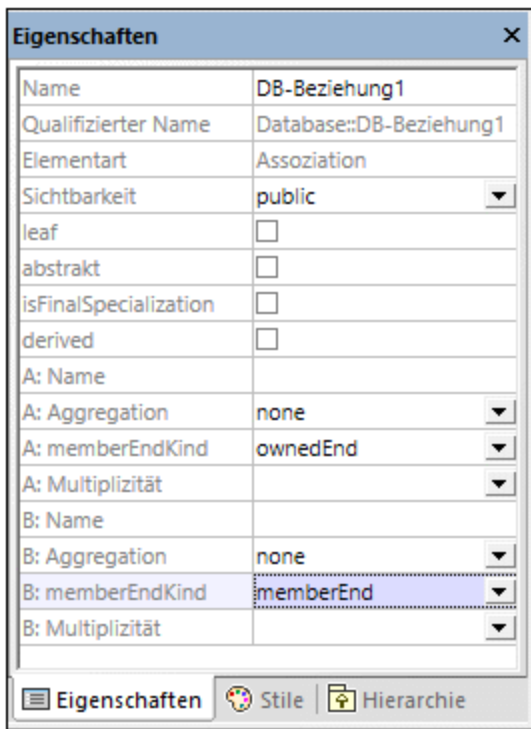 Eigenschaften
Name DB-Beziehung1
Qualifizierter Name Database::DB-Beziehung1
Elementart Assoziation
Sichtbarkeit public
leaf
abstrakt
isFinalSpecialization
derived
A: Name
A: Aggregation none
A: memberEndKind ownedEnd
A: Multiplizität
B: Name
B: Aggregation none
B: memberEndKind memberEnd
B: Multiplizität
Eigenschaften Stile Hierarchie